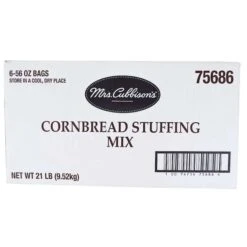 6-56 OZ BAGS
STORE IN A COOL, DRY PLACE
75686
Mrs. Cubbison's
CORNBREAD STUFFING
MIX
NET WT 21 LB (9.52kg)